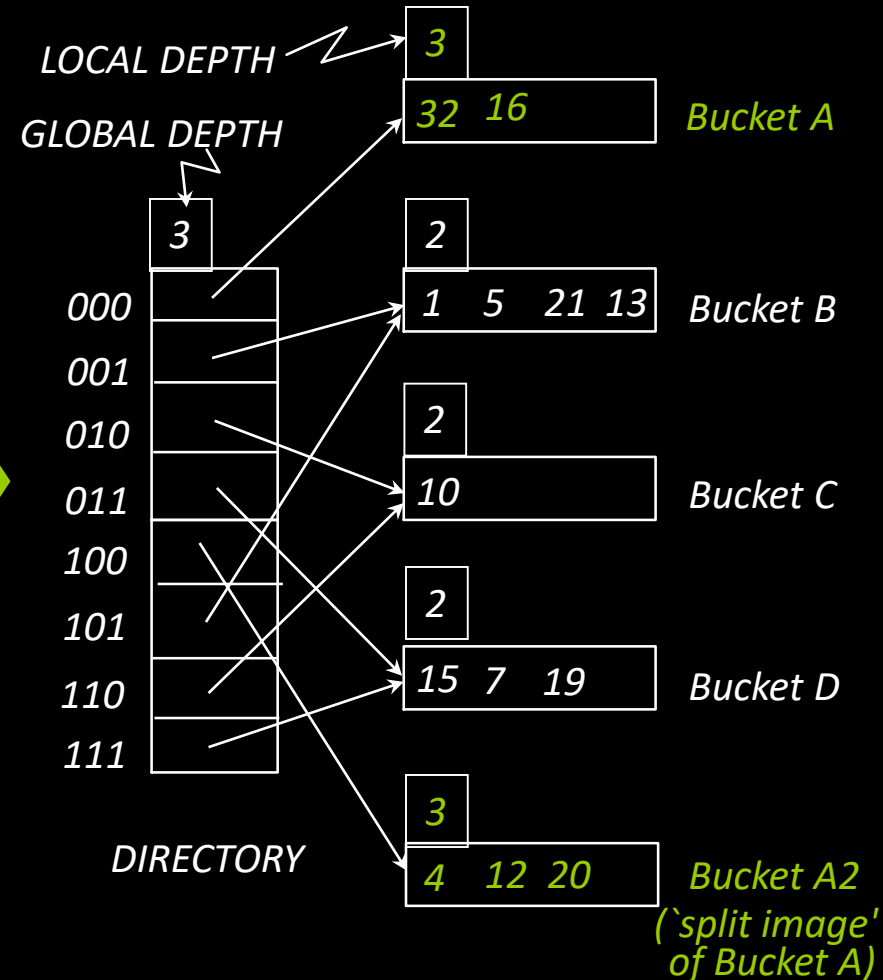 LOCAL DEPTH
3
32 16
Bucket A
GLOBAL DEPTH
3
2
000
1 5 21 13
Bucket B
001
010
2
011
10
Bucket C
100
101
2
110
15 7 19
Bucket D
111
3
DIRECTORY
4 12 20
Bucket A2
(`split image'
of Bucket A)